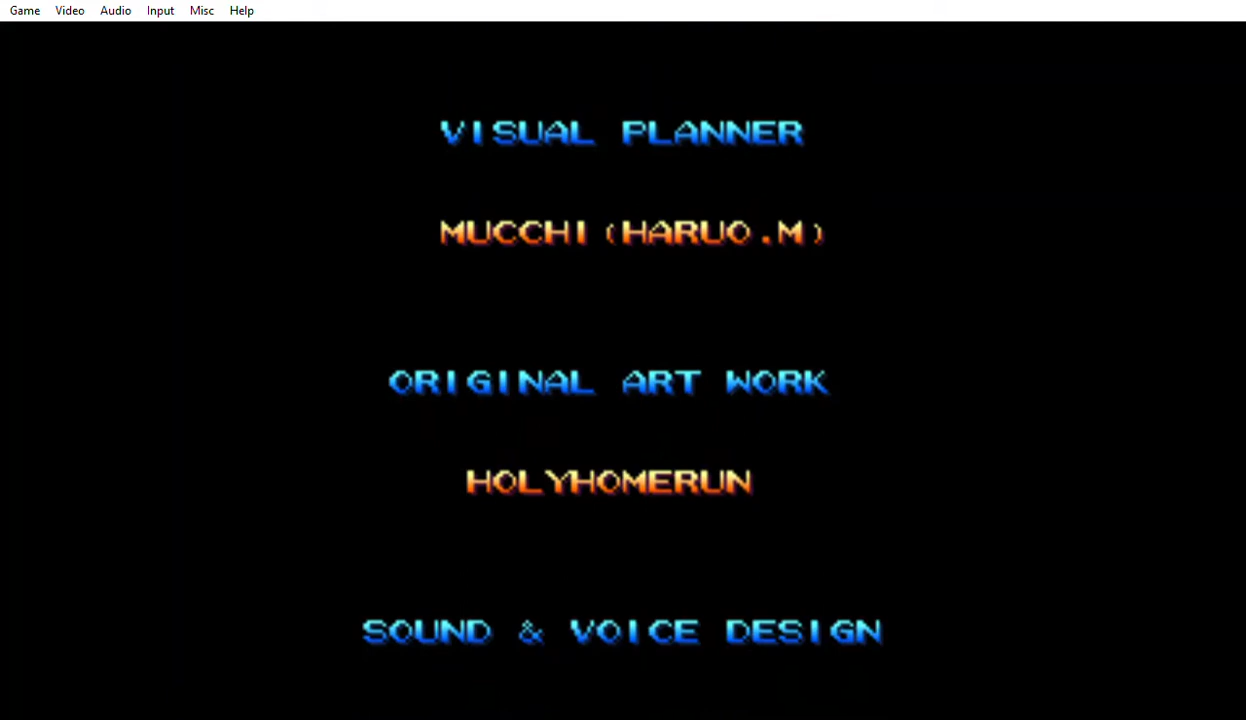 Game Video Audio Input Misc Help
VISUAL PLANNER
MUCCHI(HARUO.M)
ORIGINAL ART WORK
HOLYHOMERUN
SOUND & VOICE DESIGN